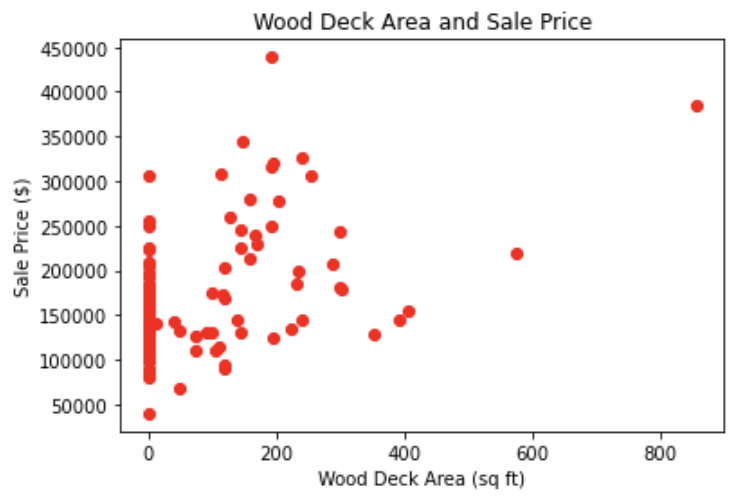 Wood Deck Area and Sale Price
450000
400000
350000
300000
250000
200000
150000
100000
50000
Sale Price ($)
0 200 400 600 800
Wood Deck Area (sq ft)